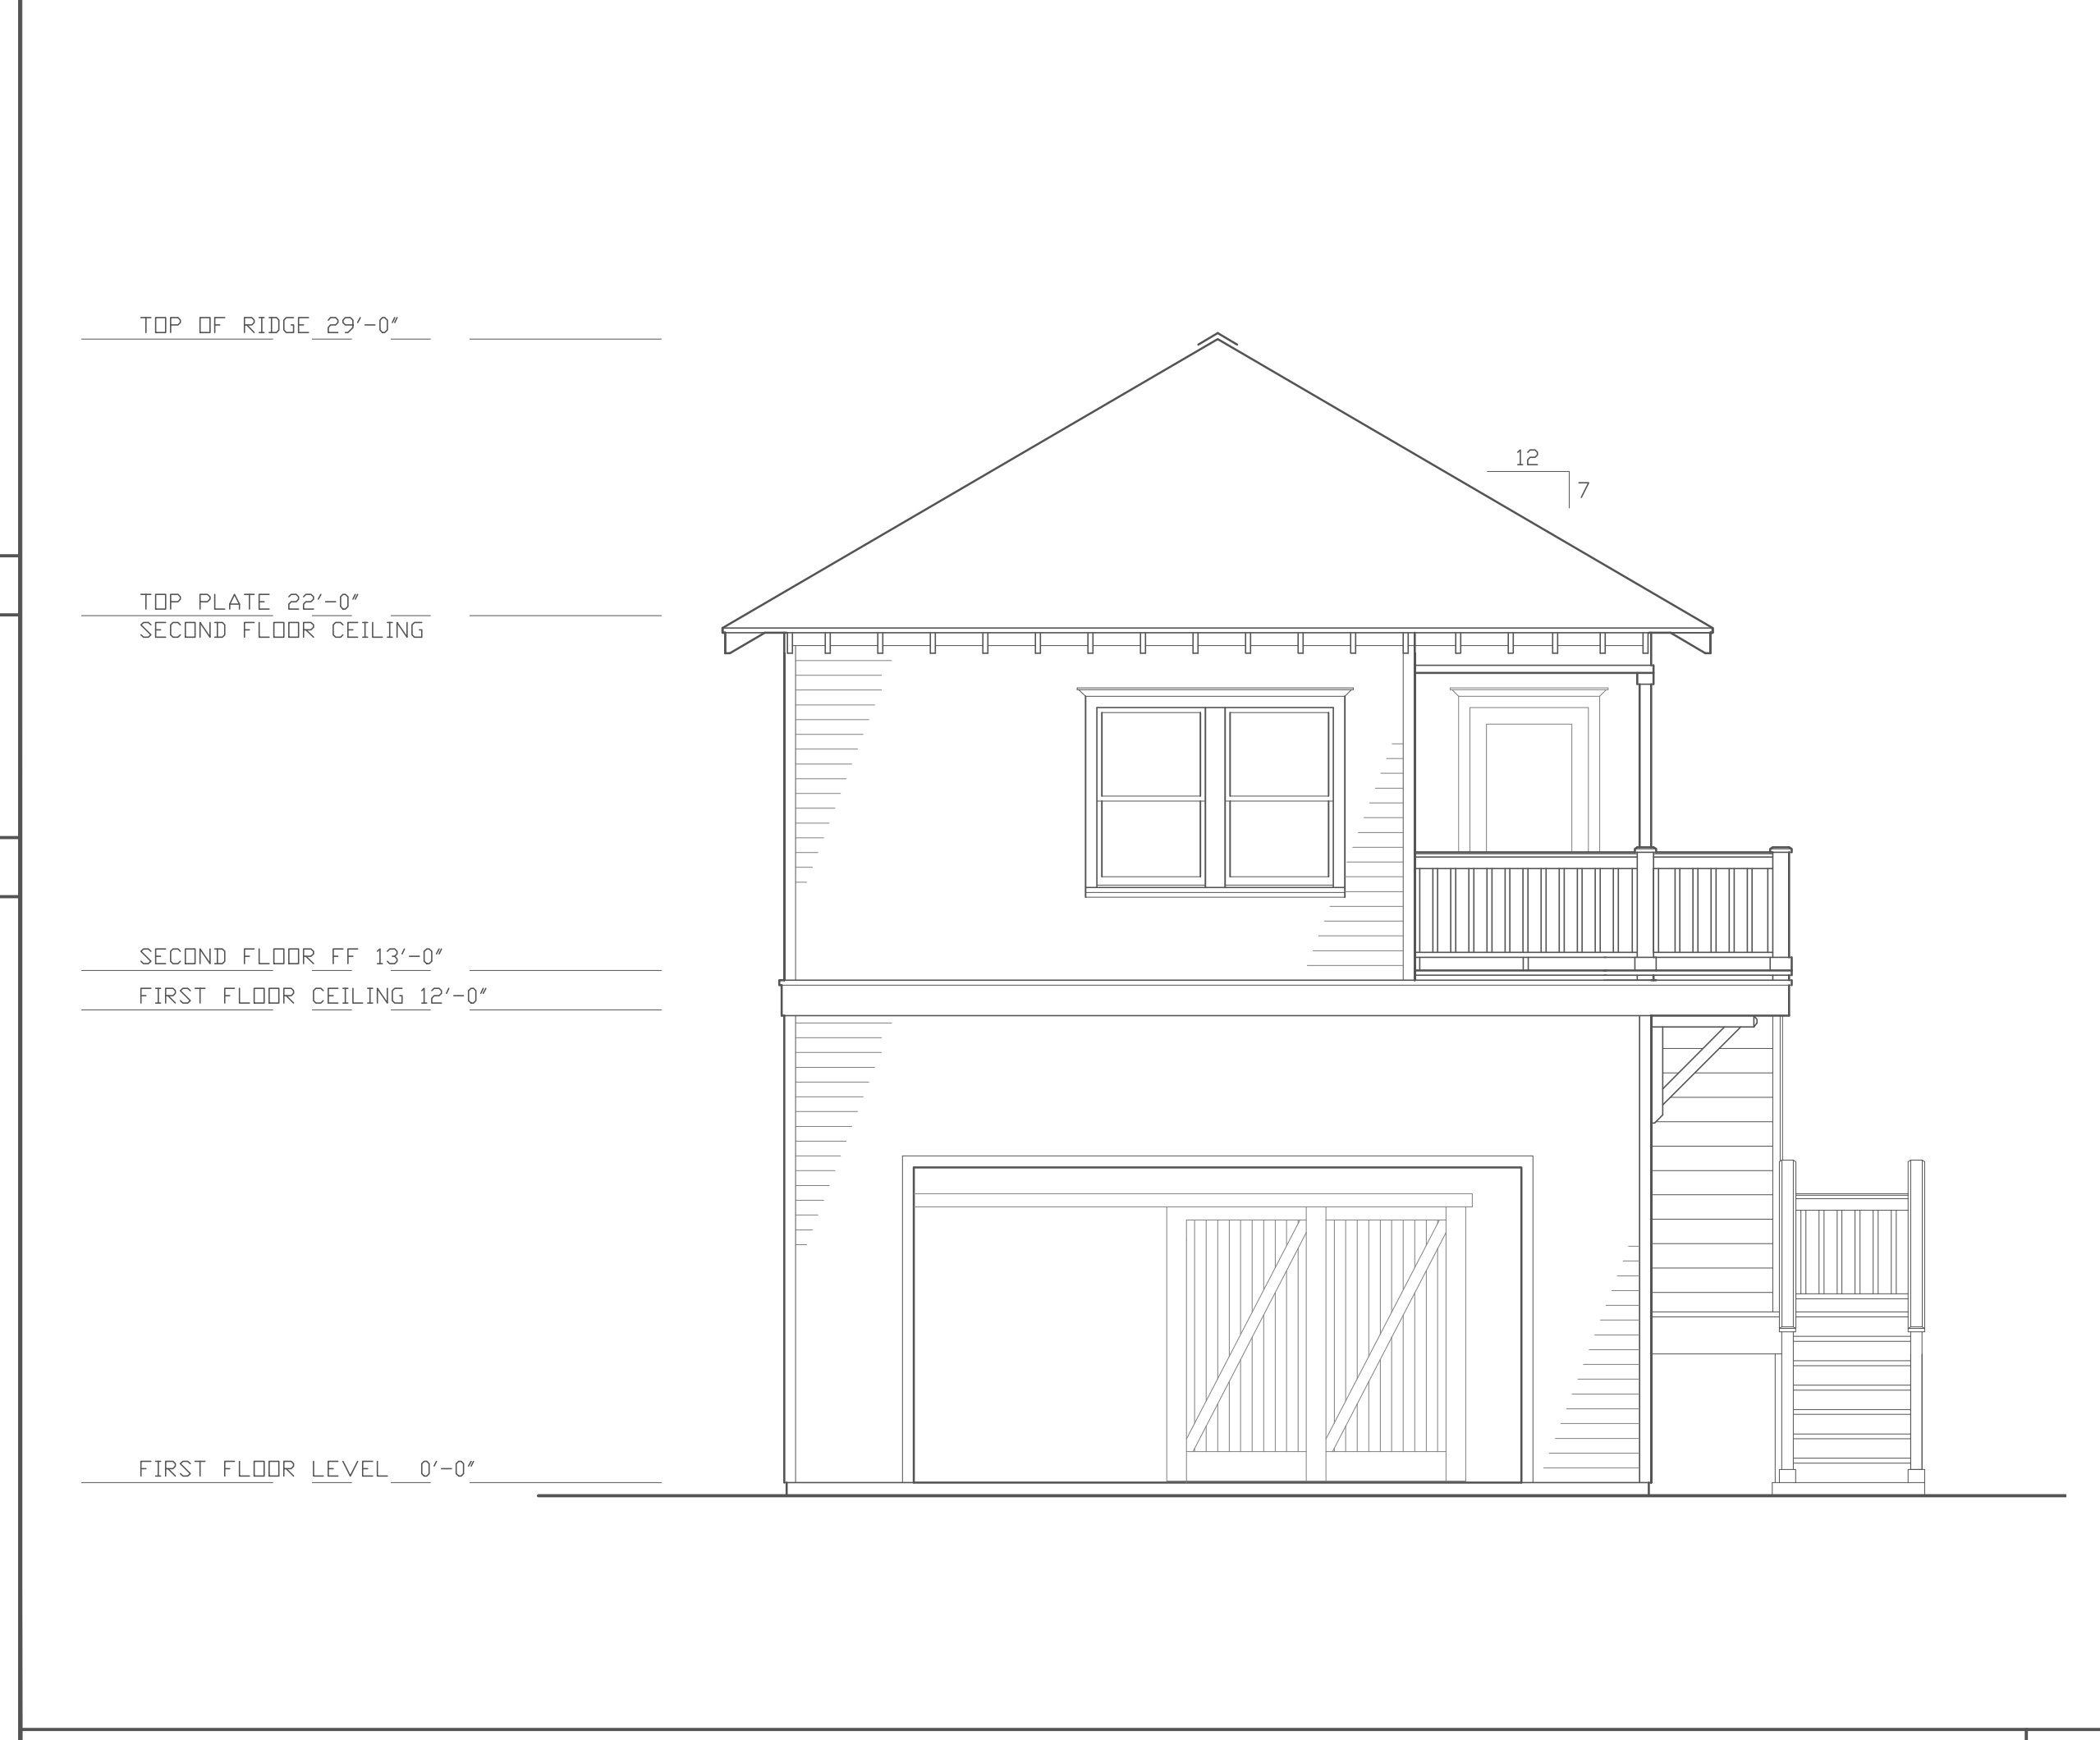 TOP OF RIDGE 29'-0"
12
7
TOP PLATE 22'-0"
SECOND FLOOR CEILING
SECOND FLOOR FF 13'-0"
FIRST FLOOR CEILING 12'-0"
FIRST FLOOR LEVEL 0'-0"